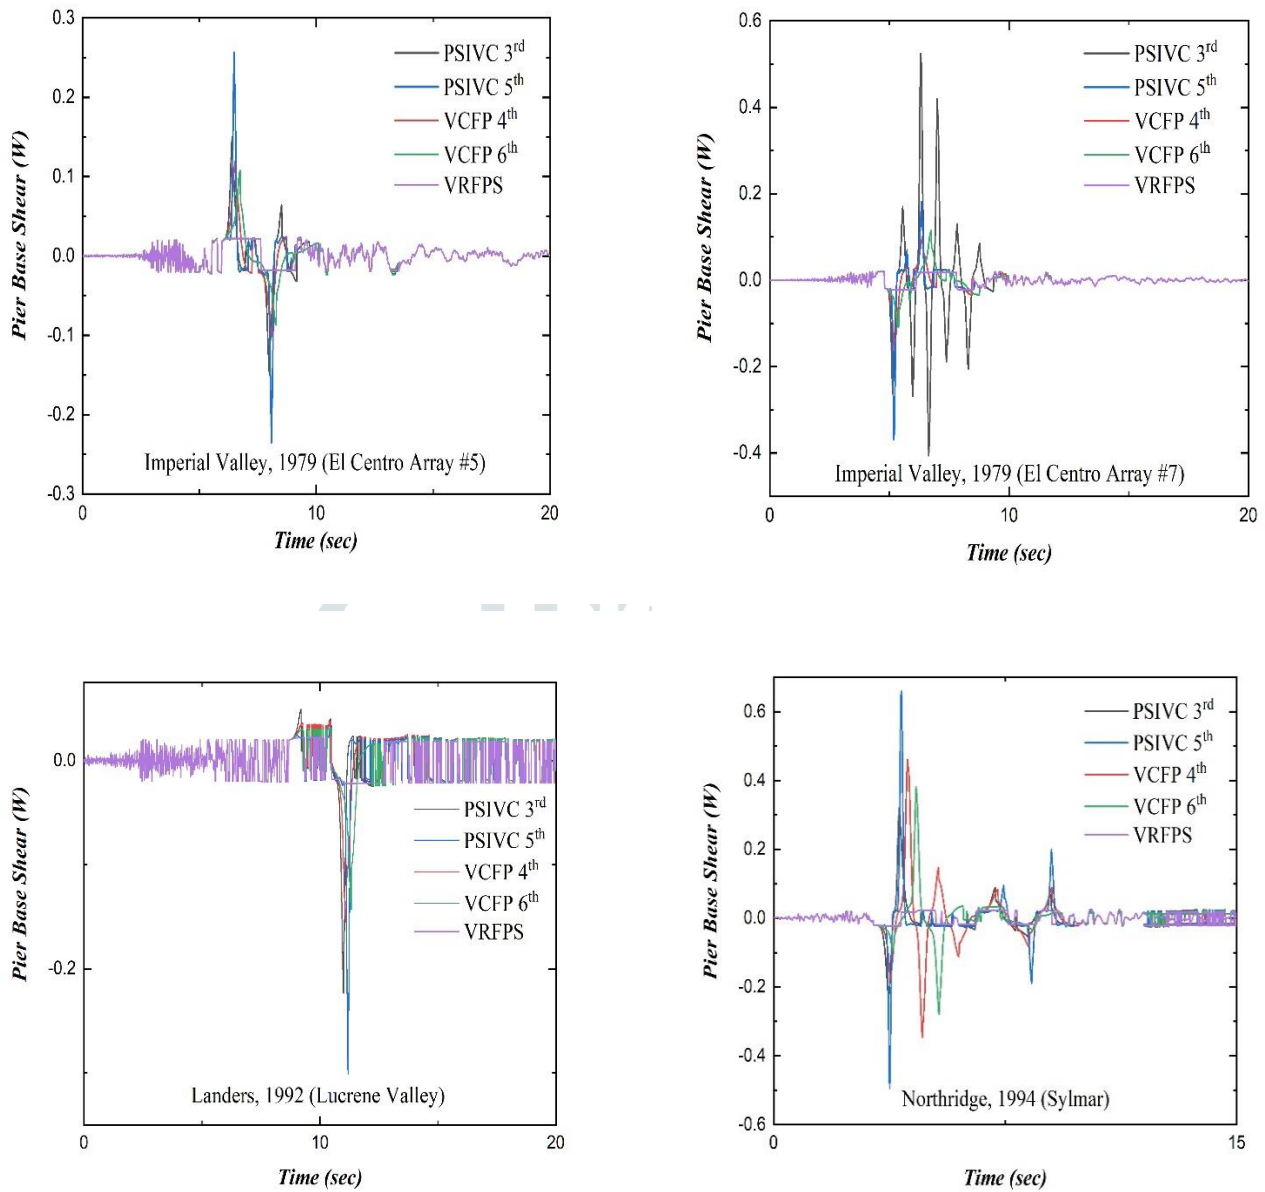 0.3
0.2
0.1
0.0
-0.1
-0.2
-0.3
Pier Base Shear (W)
PSIVC 3rd
PSIVC 5th
VCFP 4th
VCFP 6th
VRFPS
Imperial Valley, 1979 (El Centro Array #5)
0 10 20
Time (sec)
0.6
0.4
0.2
0.0
-0.2
-0.4
Pier Base Shear (W)
PSIVC 3rd
PSIVC 5th
VCFP 4th
VCFP 6th
VRFPS
Imperial Valley, 1979 (El Centro Array #7)
0 10 20
Time (sec)
0.0
-0.2
Pier Base Shear (W)
PSIVC 3rd
PSIVC 5th
VCFP 4th
VCFP 6th
VRFPS
Landers, 1992 (Lucrene Valley)
0 10 20
Time (sec)
0.6
0.4
0.2
0.0
-0.2
-0.4
-0.6
Pier Base Shear (W)
PSIVC 3rd
PSIVC 5th
VCFP 4th
VCFP 6th
VRFPS
Northridge, 1994 (Sylmar)
0 15
Time (sec)